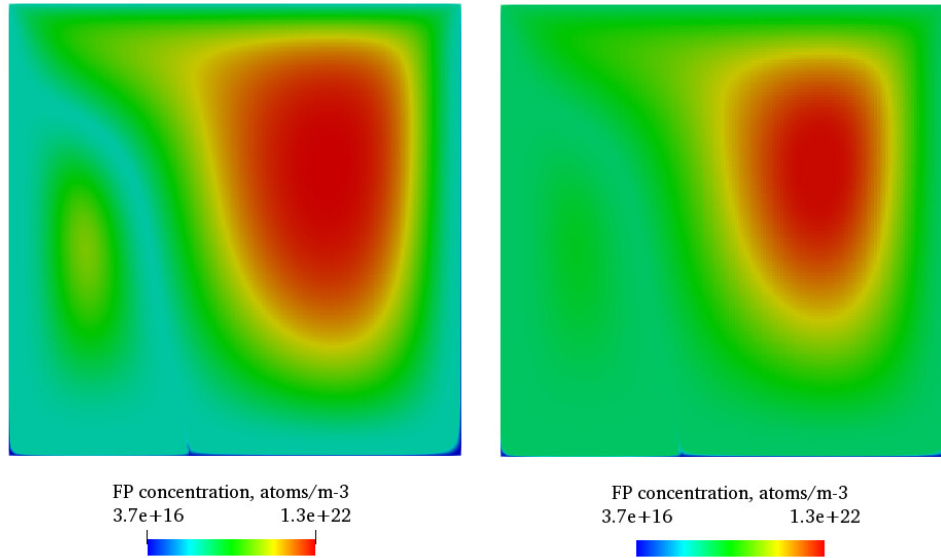 FP concentration, atoms/m-3
3.7e+16 1.3e+22
FP concentration, atoms/m-3
3.7e+16 1.3e+22